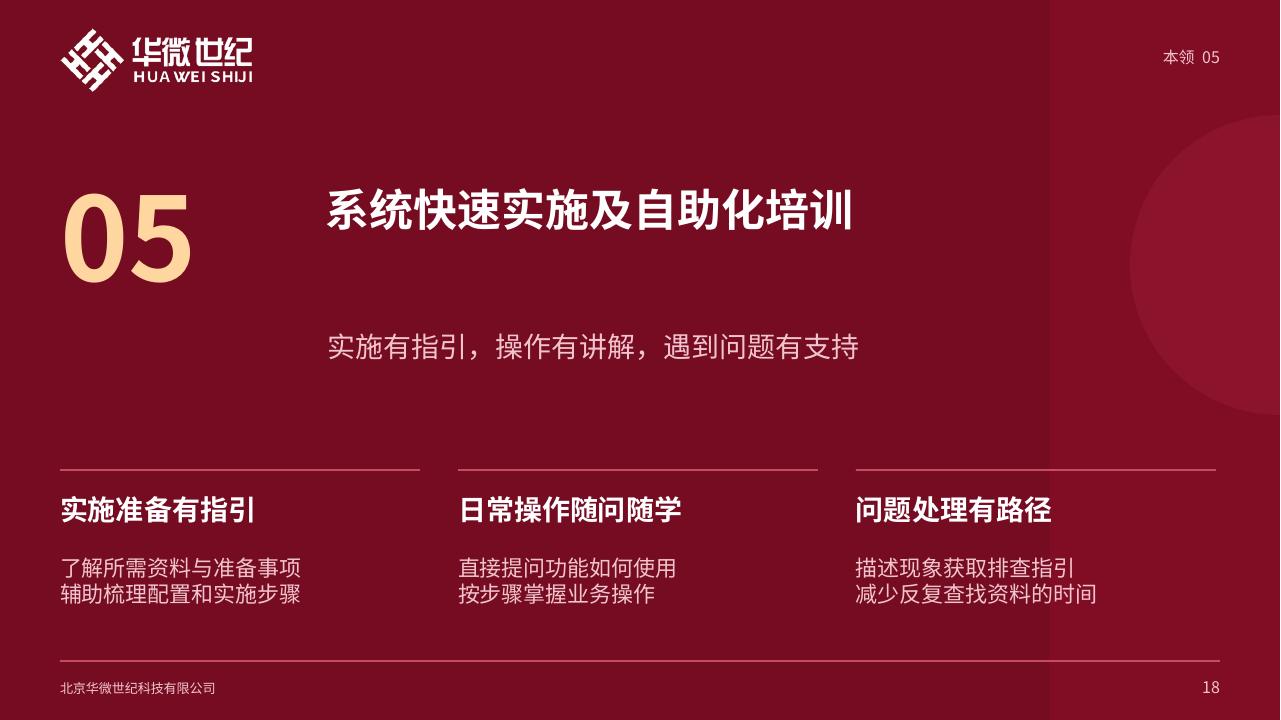 华微世纪
HUA WEI SHIJI
本领 05
05
系统快速实施及自助化培训
实施有指引，操作有讲解，遇到问题有支持
实施准备有指引
了解所需资料与准备事项
辅助梳理配置和实施步骤
日常操作随问随学
直接提问功能如何使用
按步骤掌握业务操作
问题处理有路径
描述现象获取排查指引
减少反复查找资料的时间
北京华微世纪科技有限公司
18